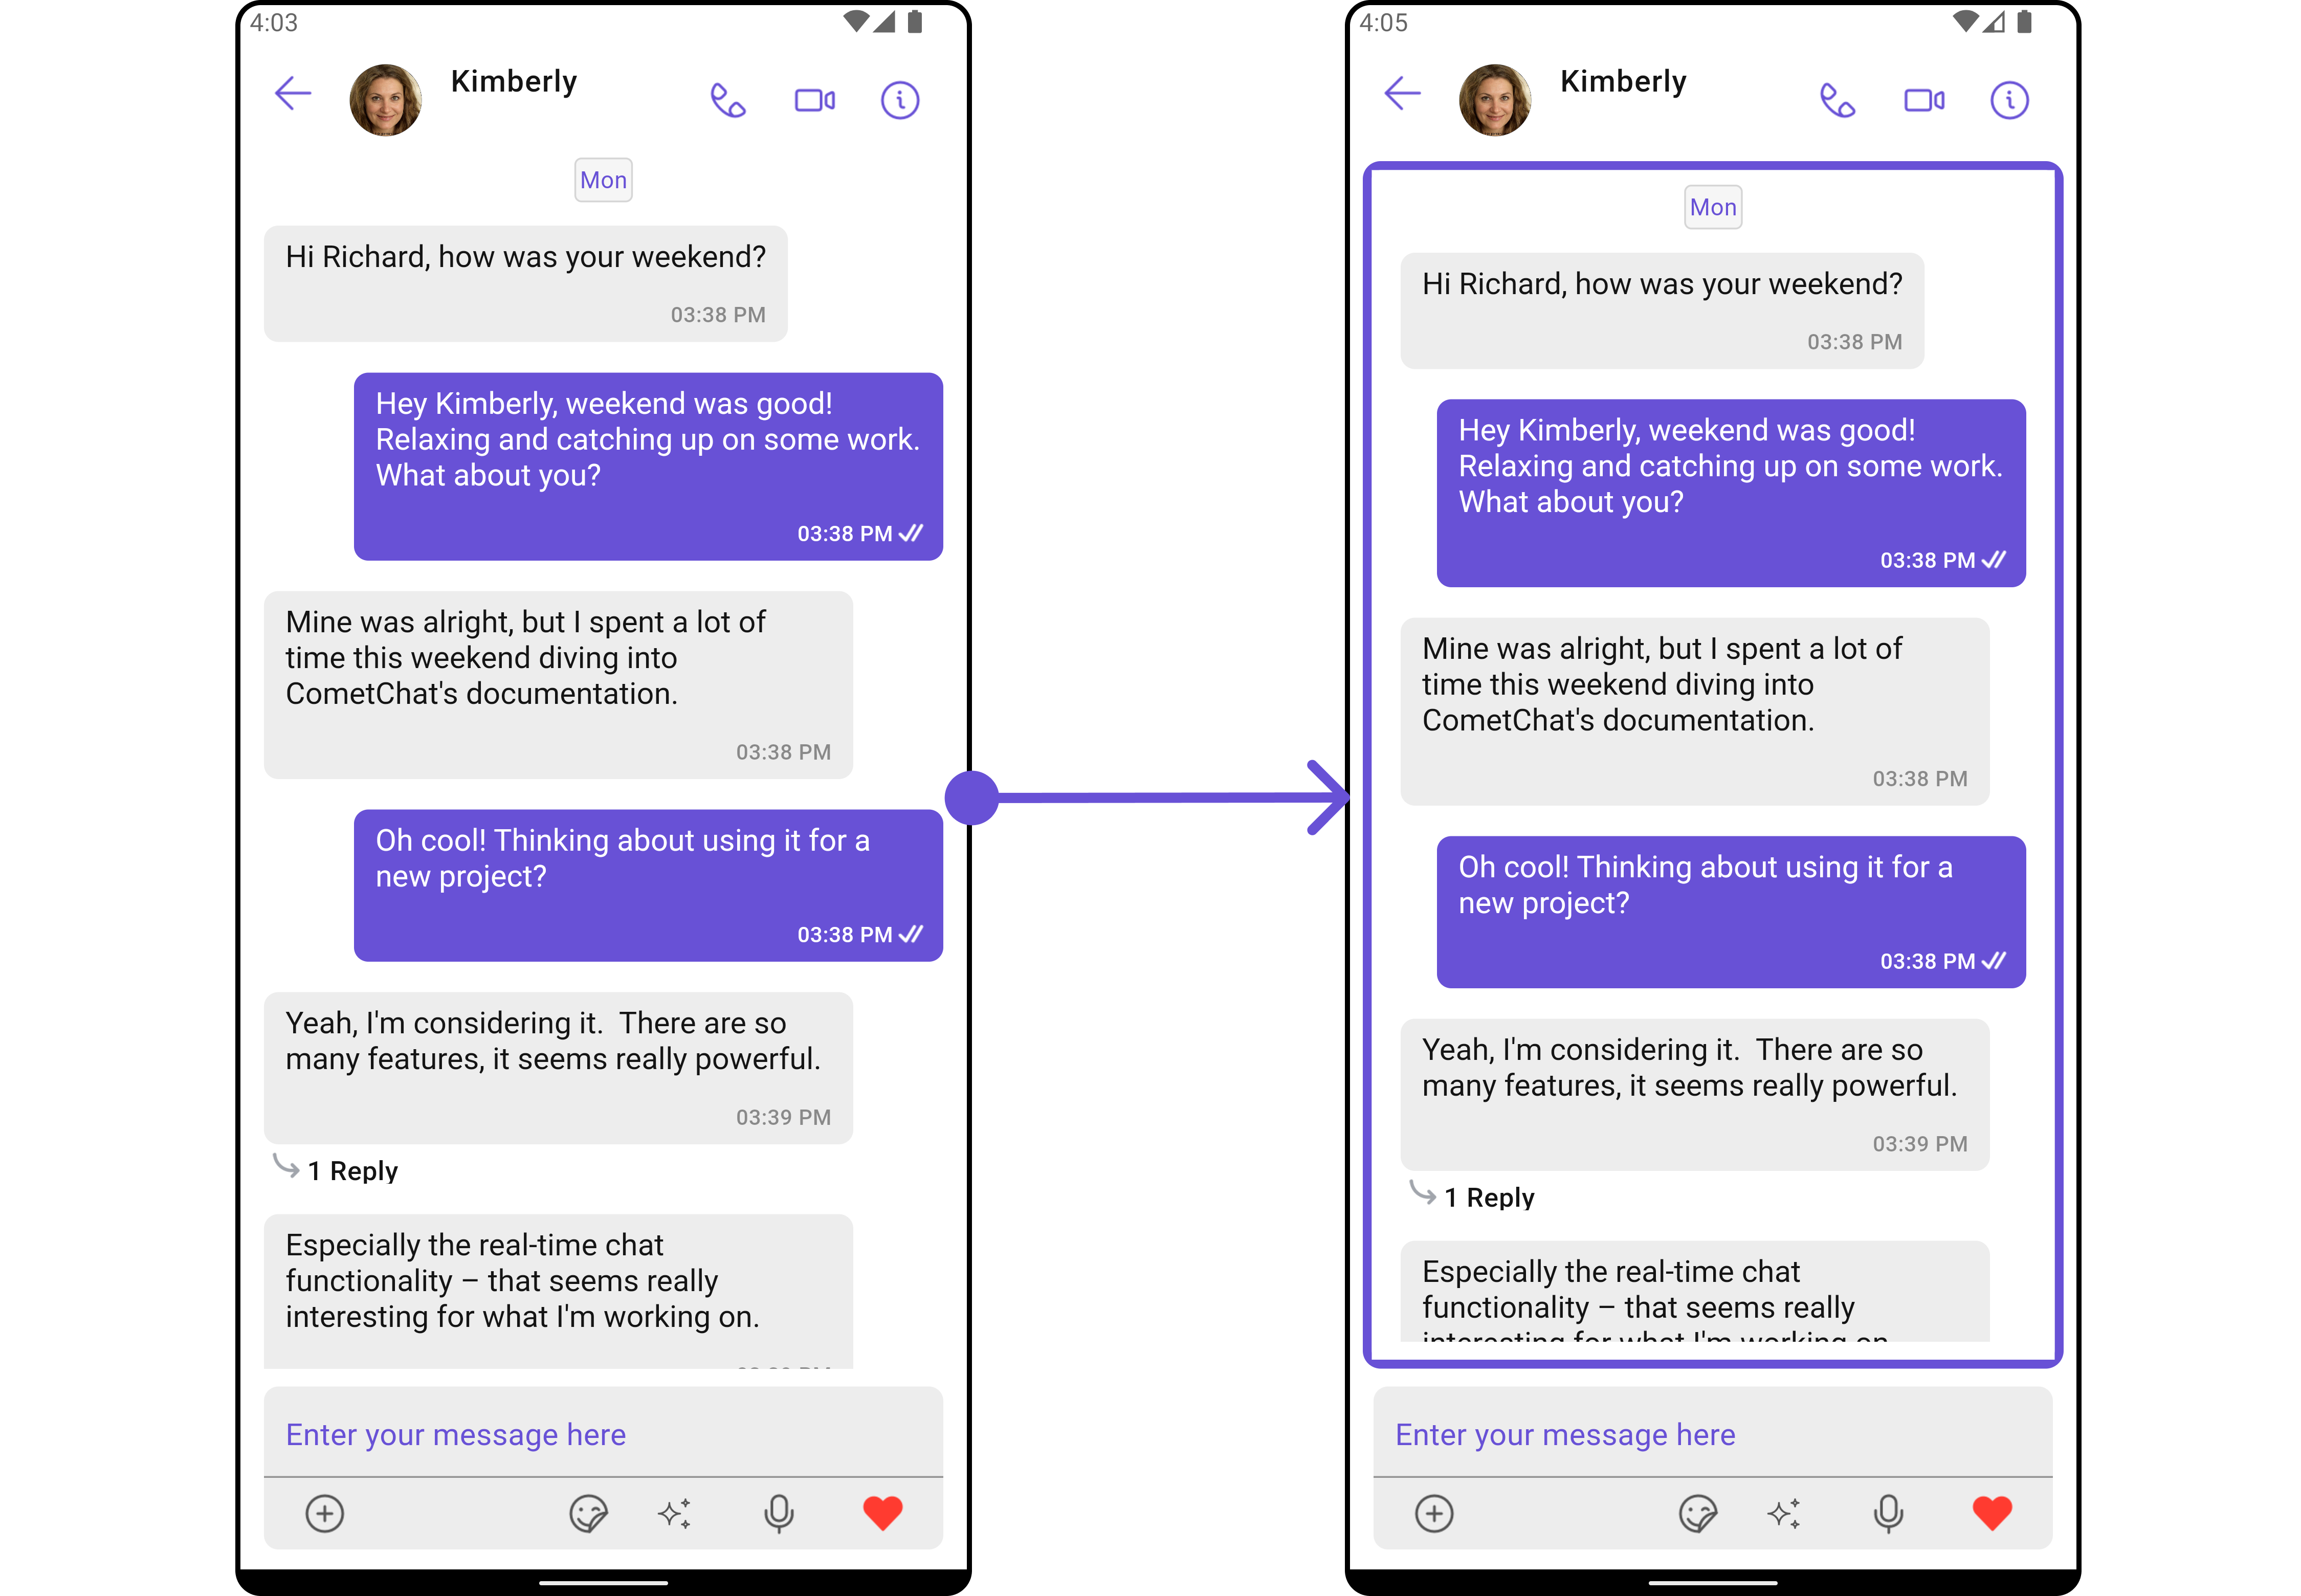 4:03
Kimberly
Mon
Hi Richard, how was your weekend?
03:38 PM
Hey Kimberly, weekend was good!
Relaxing and catching up on some work.
What about you?
03:38 PM
Mine was alright, but I spent a lot of
time this weekend diving into
CometChat's documentation.
03:38 PM
Oh cool! Thinking about using it for a
new project?
03:38 PM
Yeah, I'm considering it.  There are so
many features, it seems really powerful.
03:39 PM
1 Reply
Especially the real-time chat
functionality – that seems really
interesting for what I'm working on.
Enter your message here
4:05
Kimberly
Mon
Hi Richard, how was your weekend?
03:38 PM
Hey Kimberly, weekend was good!
Relaxing and catching up on some work.
What about you?
03:38 PM
Mine was alright, but I spent a lot of
time this weekend diving into
CometChat's documentation.
03:38 PM
Oh cool! Thinking about using it for a
new project?
03:38 PM
Yeah, I'm considering it.  There are so
many features, it seems really powerful.
03:39 PM
1 Reply
Especially the real-time chat
functionality – that seems really
interesting for what I'm working on
Enter your message here